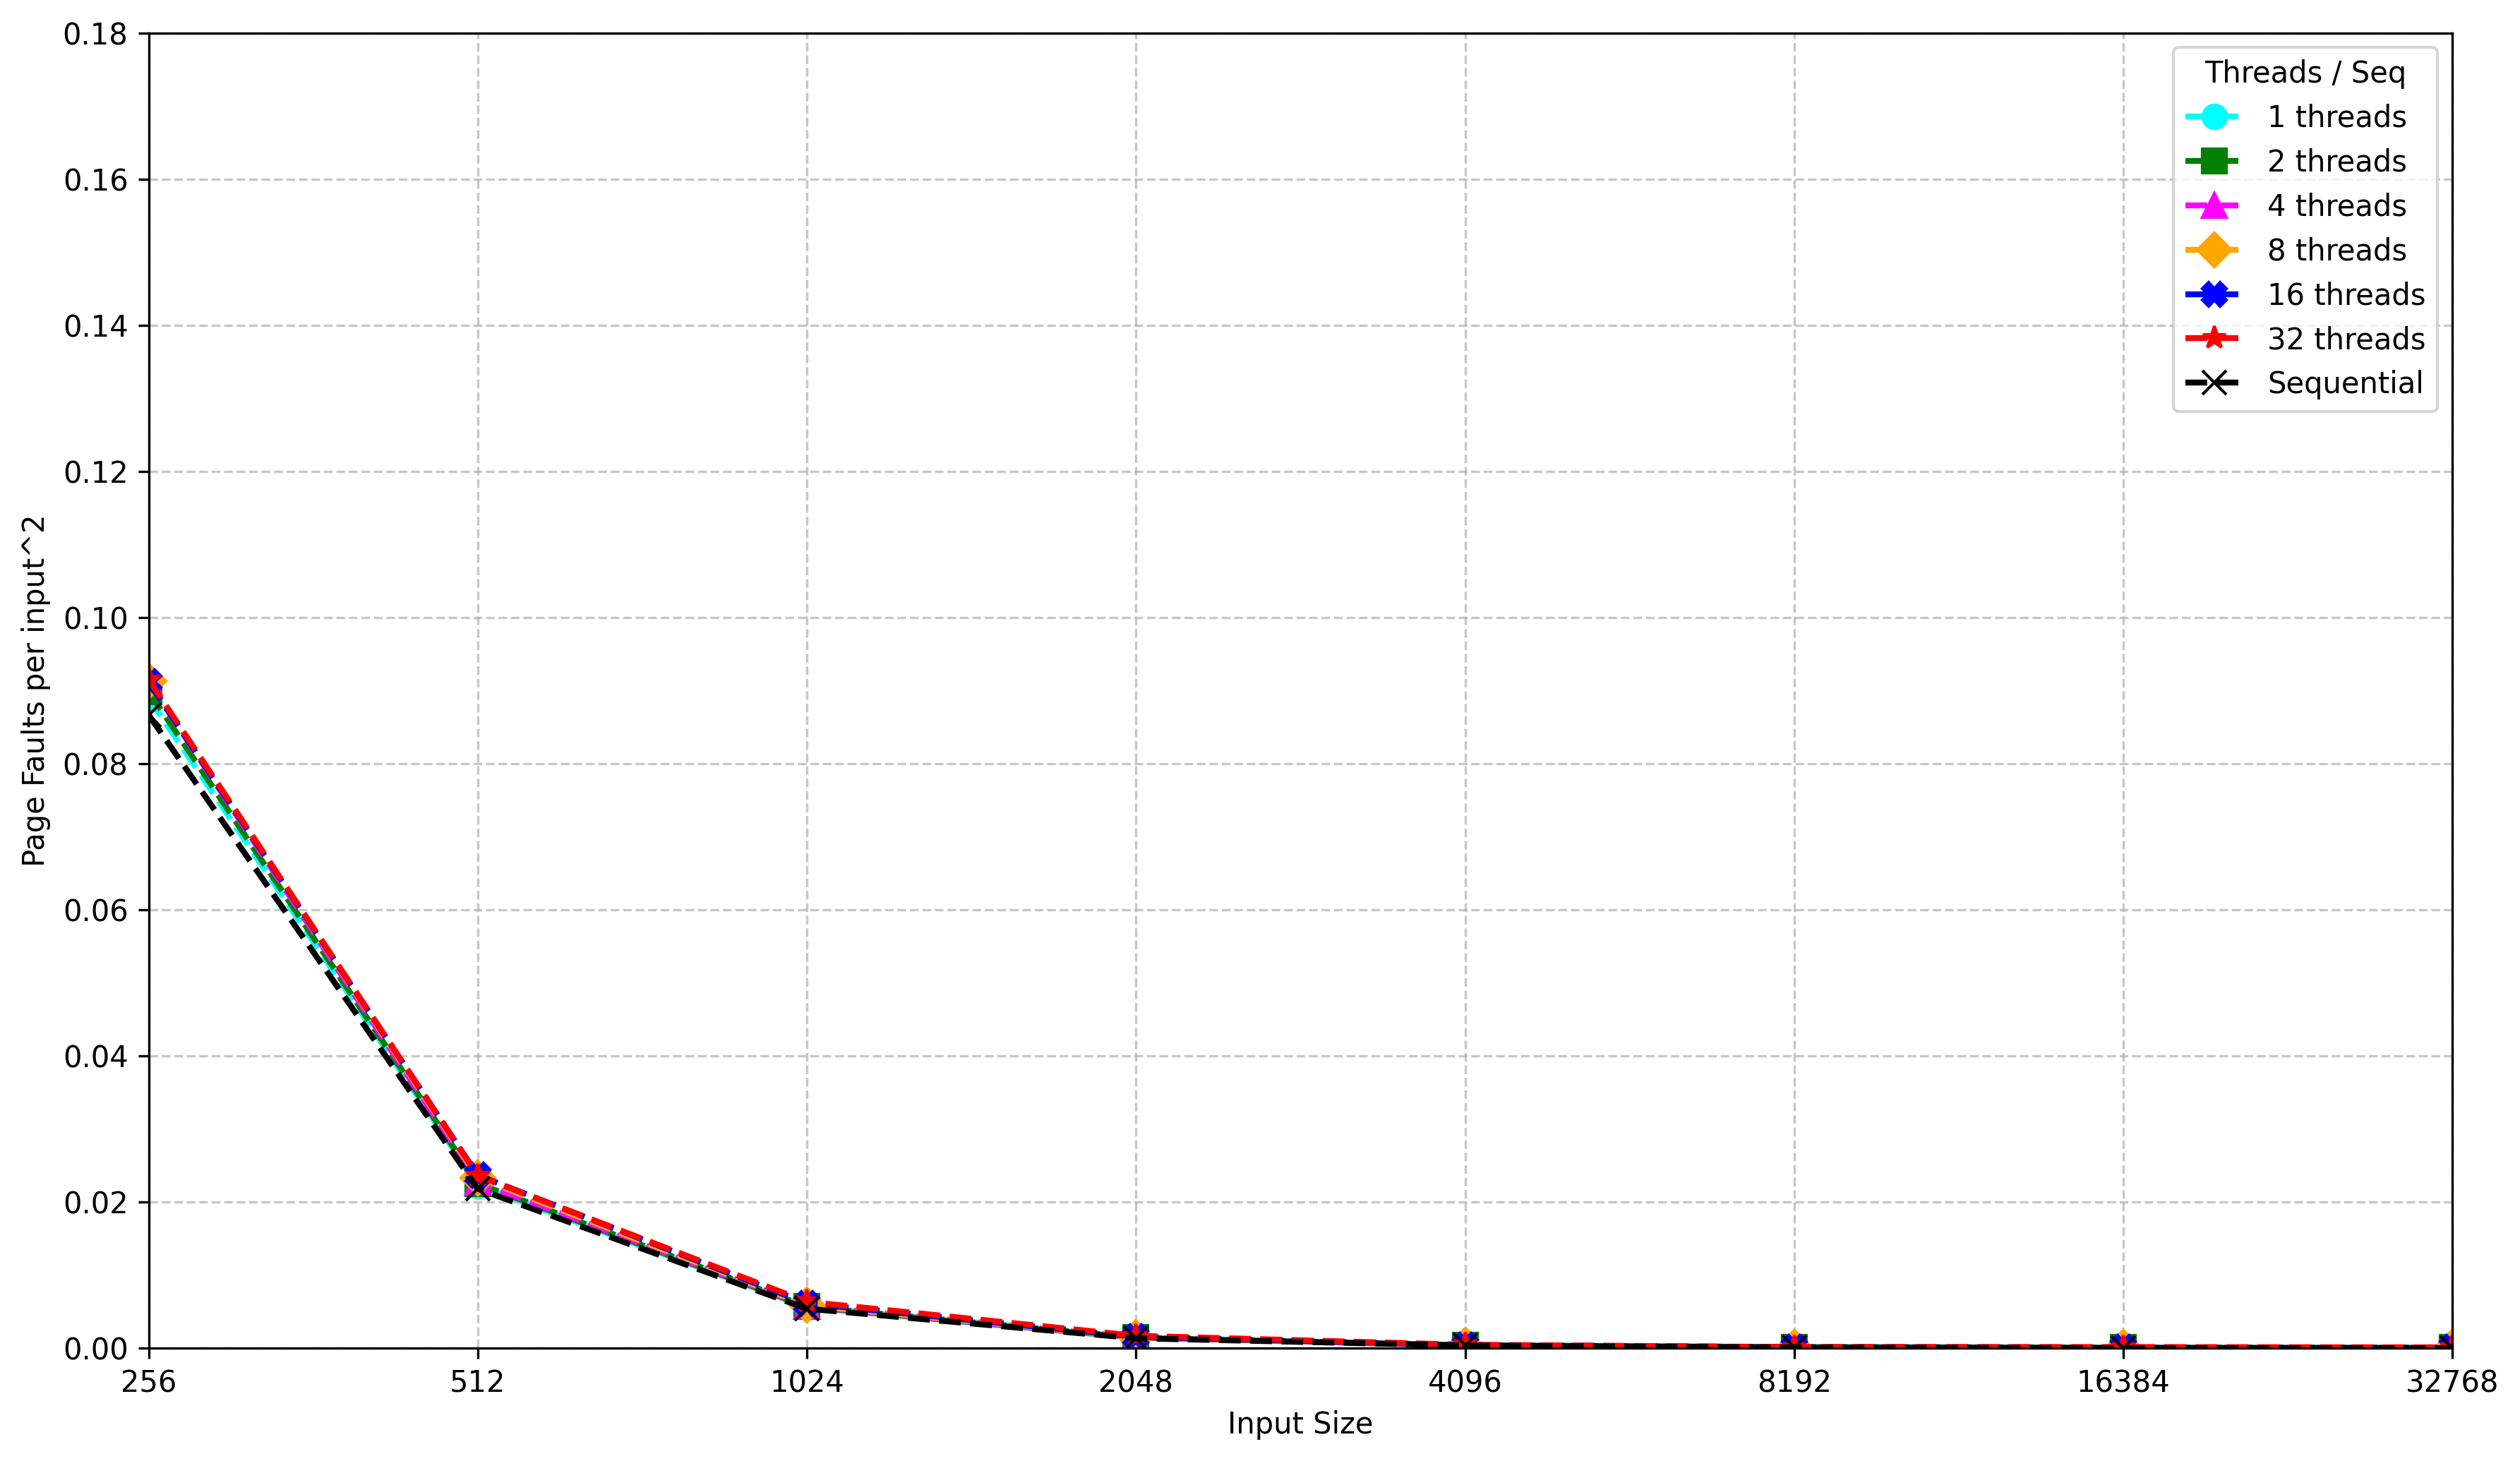 0.18
0.16
0.14
0.12
0.10
0.08
0.06
0.04
0.02
0.00
Page Faults per input^2
Threads / Seq
1 threads
2 threads
4 threads
8 threads
16 threads
32 threads
Sequential
256 512 1024 2048 4096 8192 16384 32768
Input Size